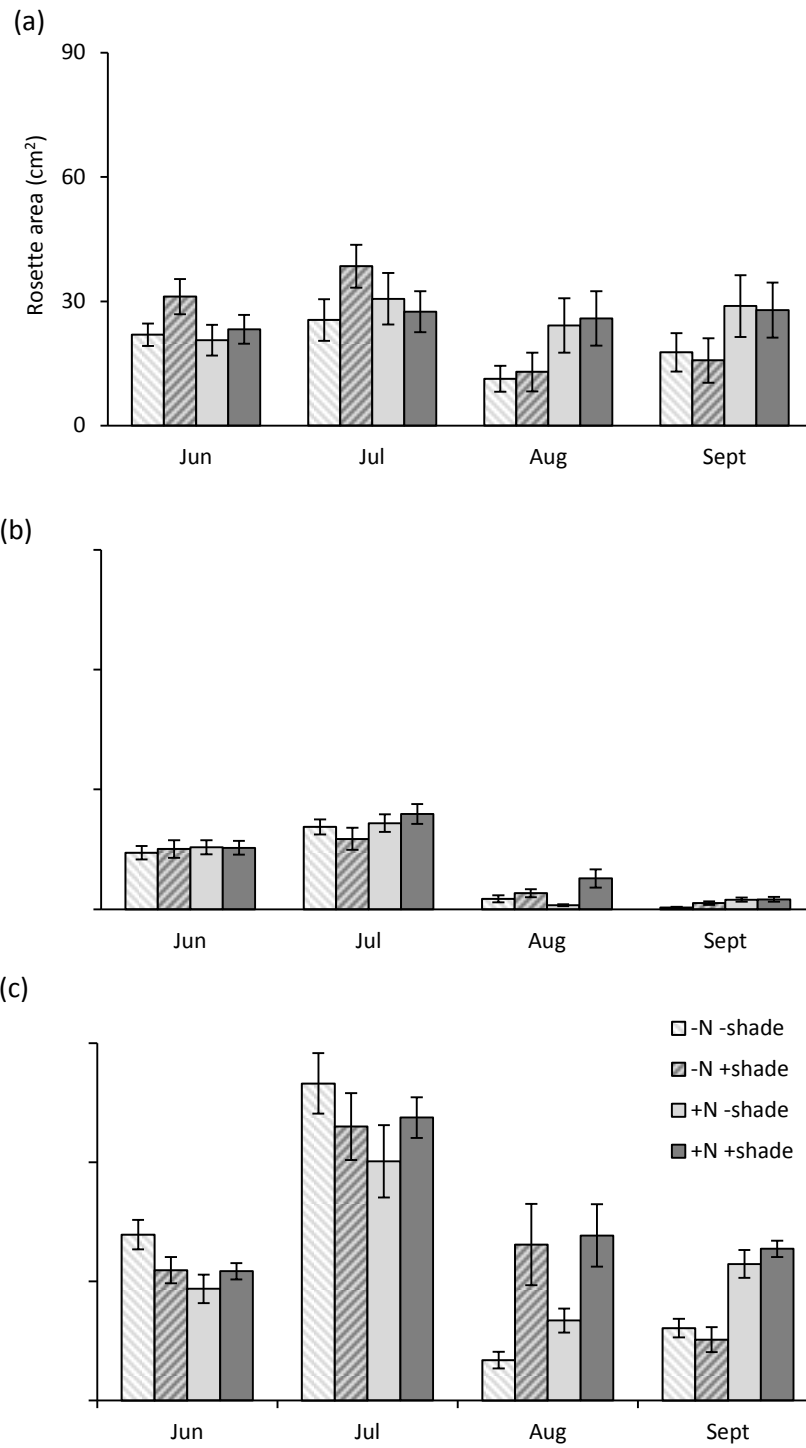 (a)
90
60
30
0
Rosette area (cm²)
Jun Jul Aug Sept
(b)
Jun Jul Aug Sept
(c)
-N -shade
-N +shade
+N -shade
+N +shade
Jun Jul Aug Sept